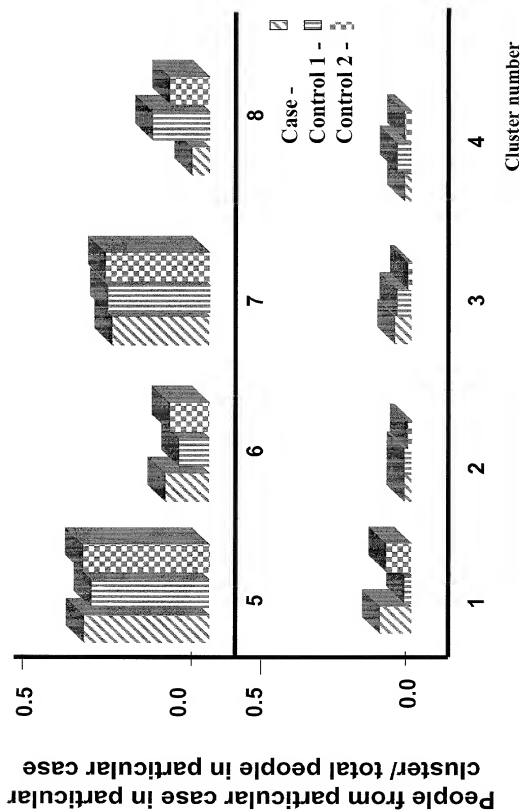 People from particular case in particular
cluster/ total people in particular case
0.5
0.0
5
6
7
8
0.5
0.0
1
2
3
4
Case -
Control 1 -
Control 2 -
Cluster number